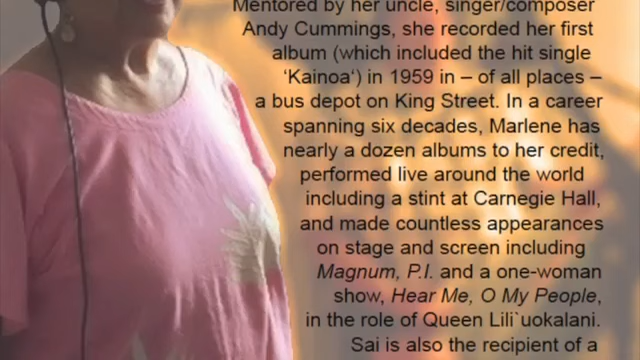 Mentored by her uncle, singer/composer
Andy Cummings, she recorded her first
album (which included the hit single
‘Kainoa‘) in 1959 in – of all places –
a bus depot on King Street. In a career
spanning six decades, Marlene has
nearly a dozen albums to her credit,
performed live around the world
including a stint at Carnegie Hall,
and made countless appearances
on stage and screen including
Magnum, P.I. and a one-woman
show, Hear Me, O My People,
in the role of Queen Lili`uokalani.
Sai is also the recipient of a